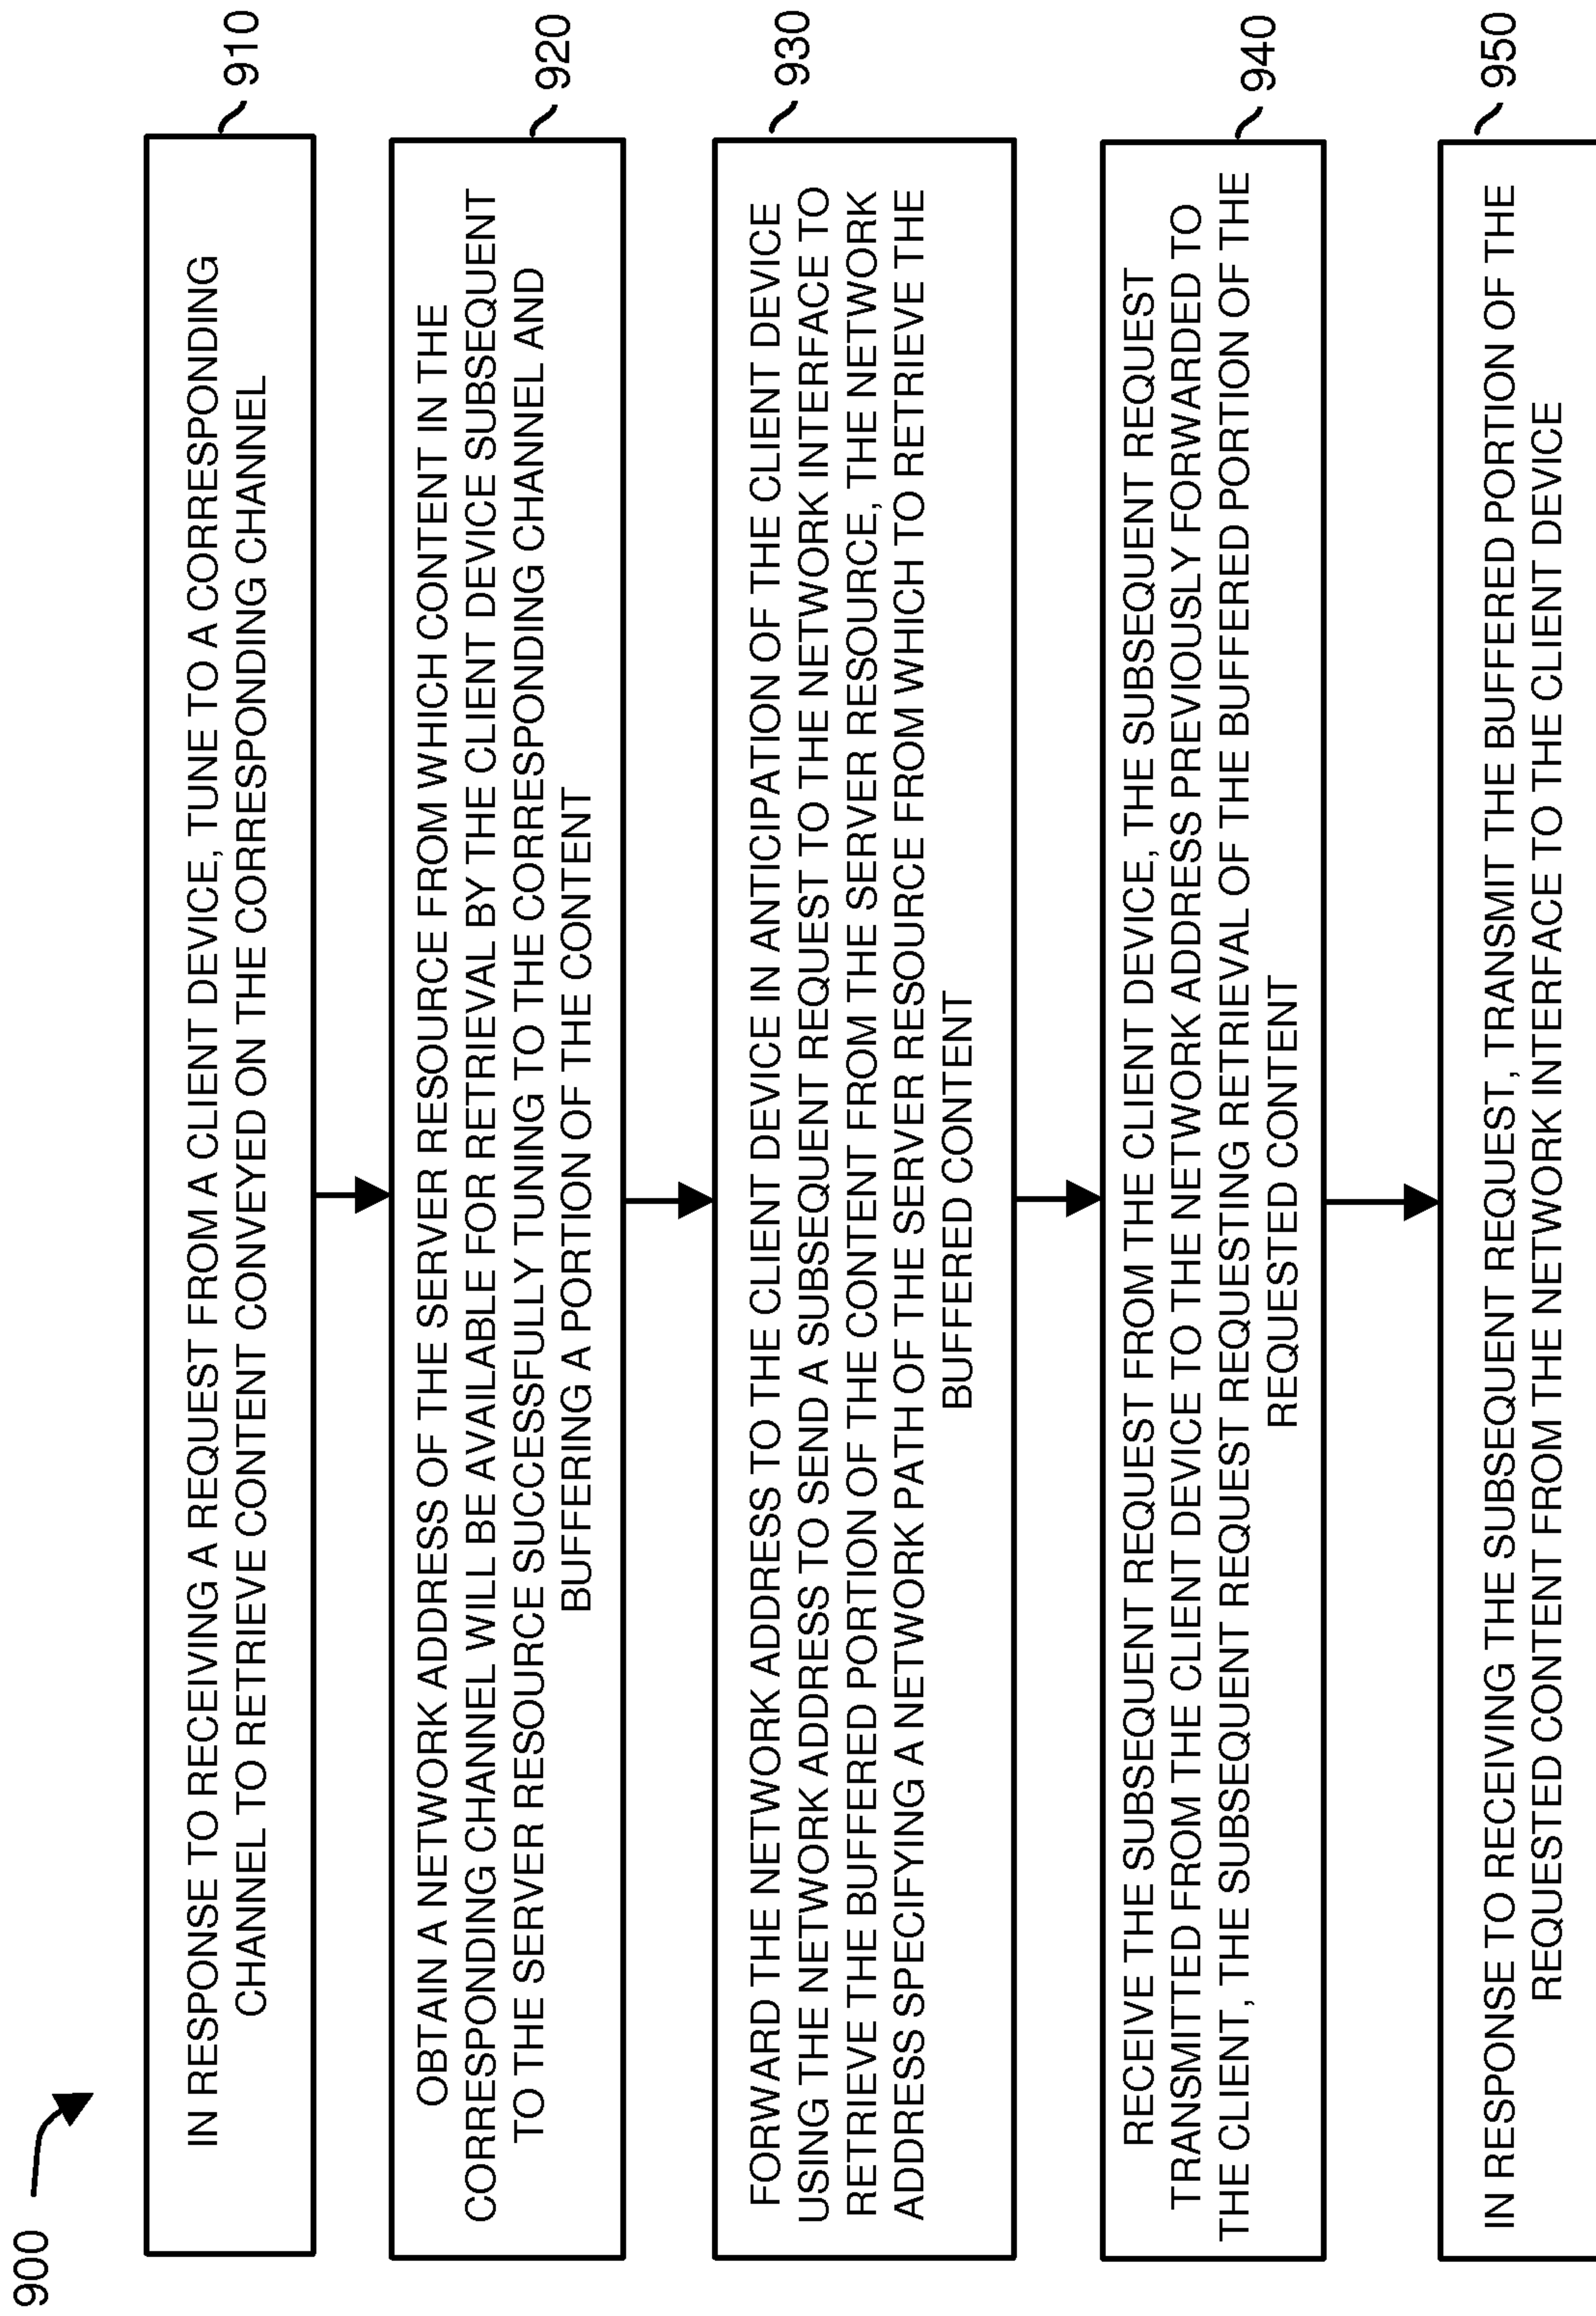 900
IN RESPONSE TO RECEIVING A REQUEST FROM A CLIENT DEVICE, TUNE TO A CORRESPONDING
CHANNEL TO RETRIEVE CONTENT CONVEYED ON THE CORRESPONDING CHANNEL
910
OBTAIN A NETWORK ADDRESS OF THE SERVER RESOURCE FROM WHICH CONTENT IN THE
CORRESPONDING CHANNEL WILL BE AVAILABLE FOR RETRIEVAL BY THE CLIENT DEVICE SUBSEQUENT
TO THE SERVER RESOURCE SUCCESSFULLY TUNING TO THE CORRESPONDING CHANNEL AND
BUFFERING A PORTION OF THE CONTENT
920
FORWARD THE NETWORK ADDRESS TO THE CLIENT DEVICE IN ANTICIPATION OF THE CLIENT DEVICE
USING THE NETWORK ADDRESS TO SEND A SUBSEQUENT REQUEST TO THE NETWORK INTERFACE TO
RETRIEVE THE BUFFERED PORTION OF THE CONTENT FROM THE SERVER RESOURCE, THE NETWORK
ADDRESS SPECIFYING A NETWORK PATH OF THE SERVER RESOURCE FROM WHICH TO RETRIEVE THE
BUFFERED CONTENT
930
RECEIVE THE SUBSEQUENT REQUEST FROM THE CLIENT DEVICE, THE SUBSEQUENT REQUEST
TRANSMITTED FROM THE CLIENT DEVICE TO THE NETWORK ADDRESS PREVIOUSLY FORWARDED TO
THE CLIENT, THE SUBSEQUENT REQUEST REQUESTING RETRIEVAL OF THE BUFFERED PORTION OF THE
REQUESTED CONTENT
940
IN RESPONSE TO RECEIVING THE SUBSEQUENT REQUEST, TRANSMIT THE BUFFERED PORTION OF THE
REQUESTED CONTENT FROM THE NETWORK INTERFACE TO THE CLIENT DEVICE
950